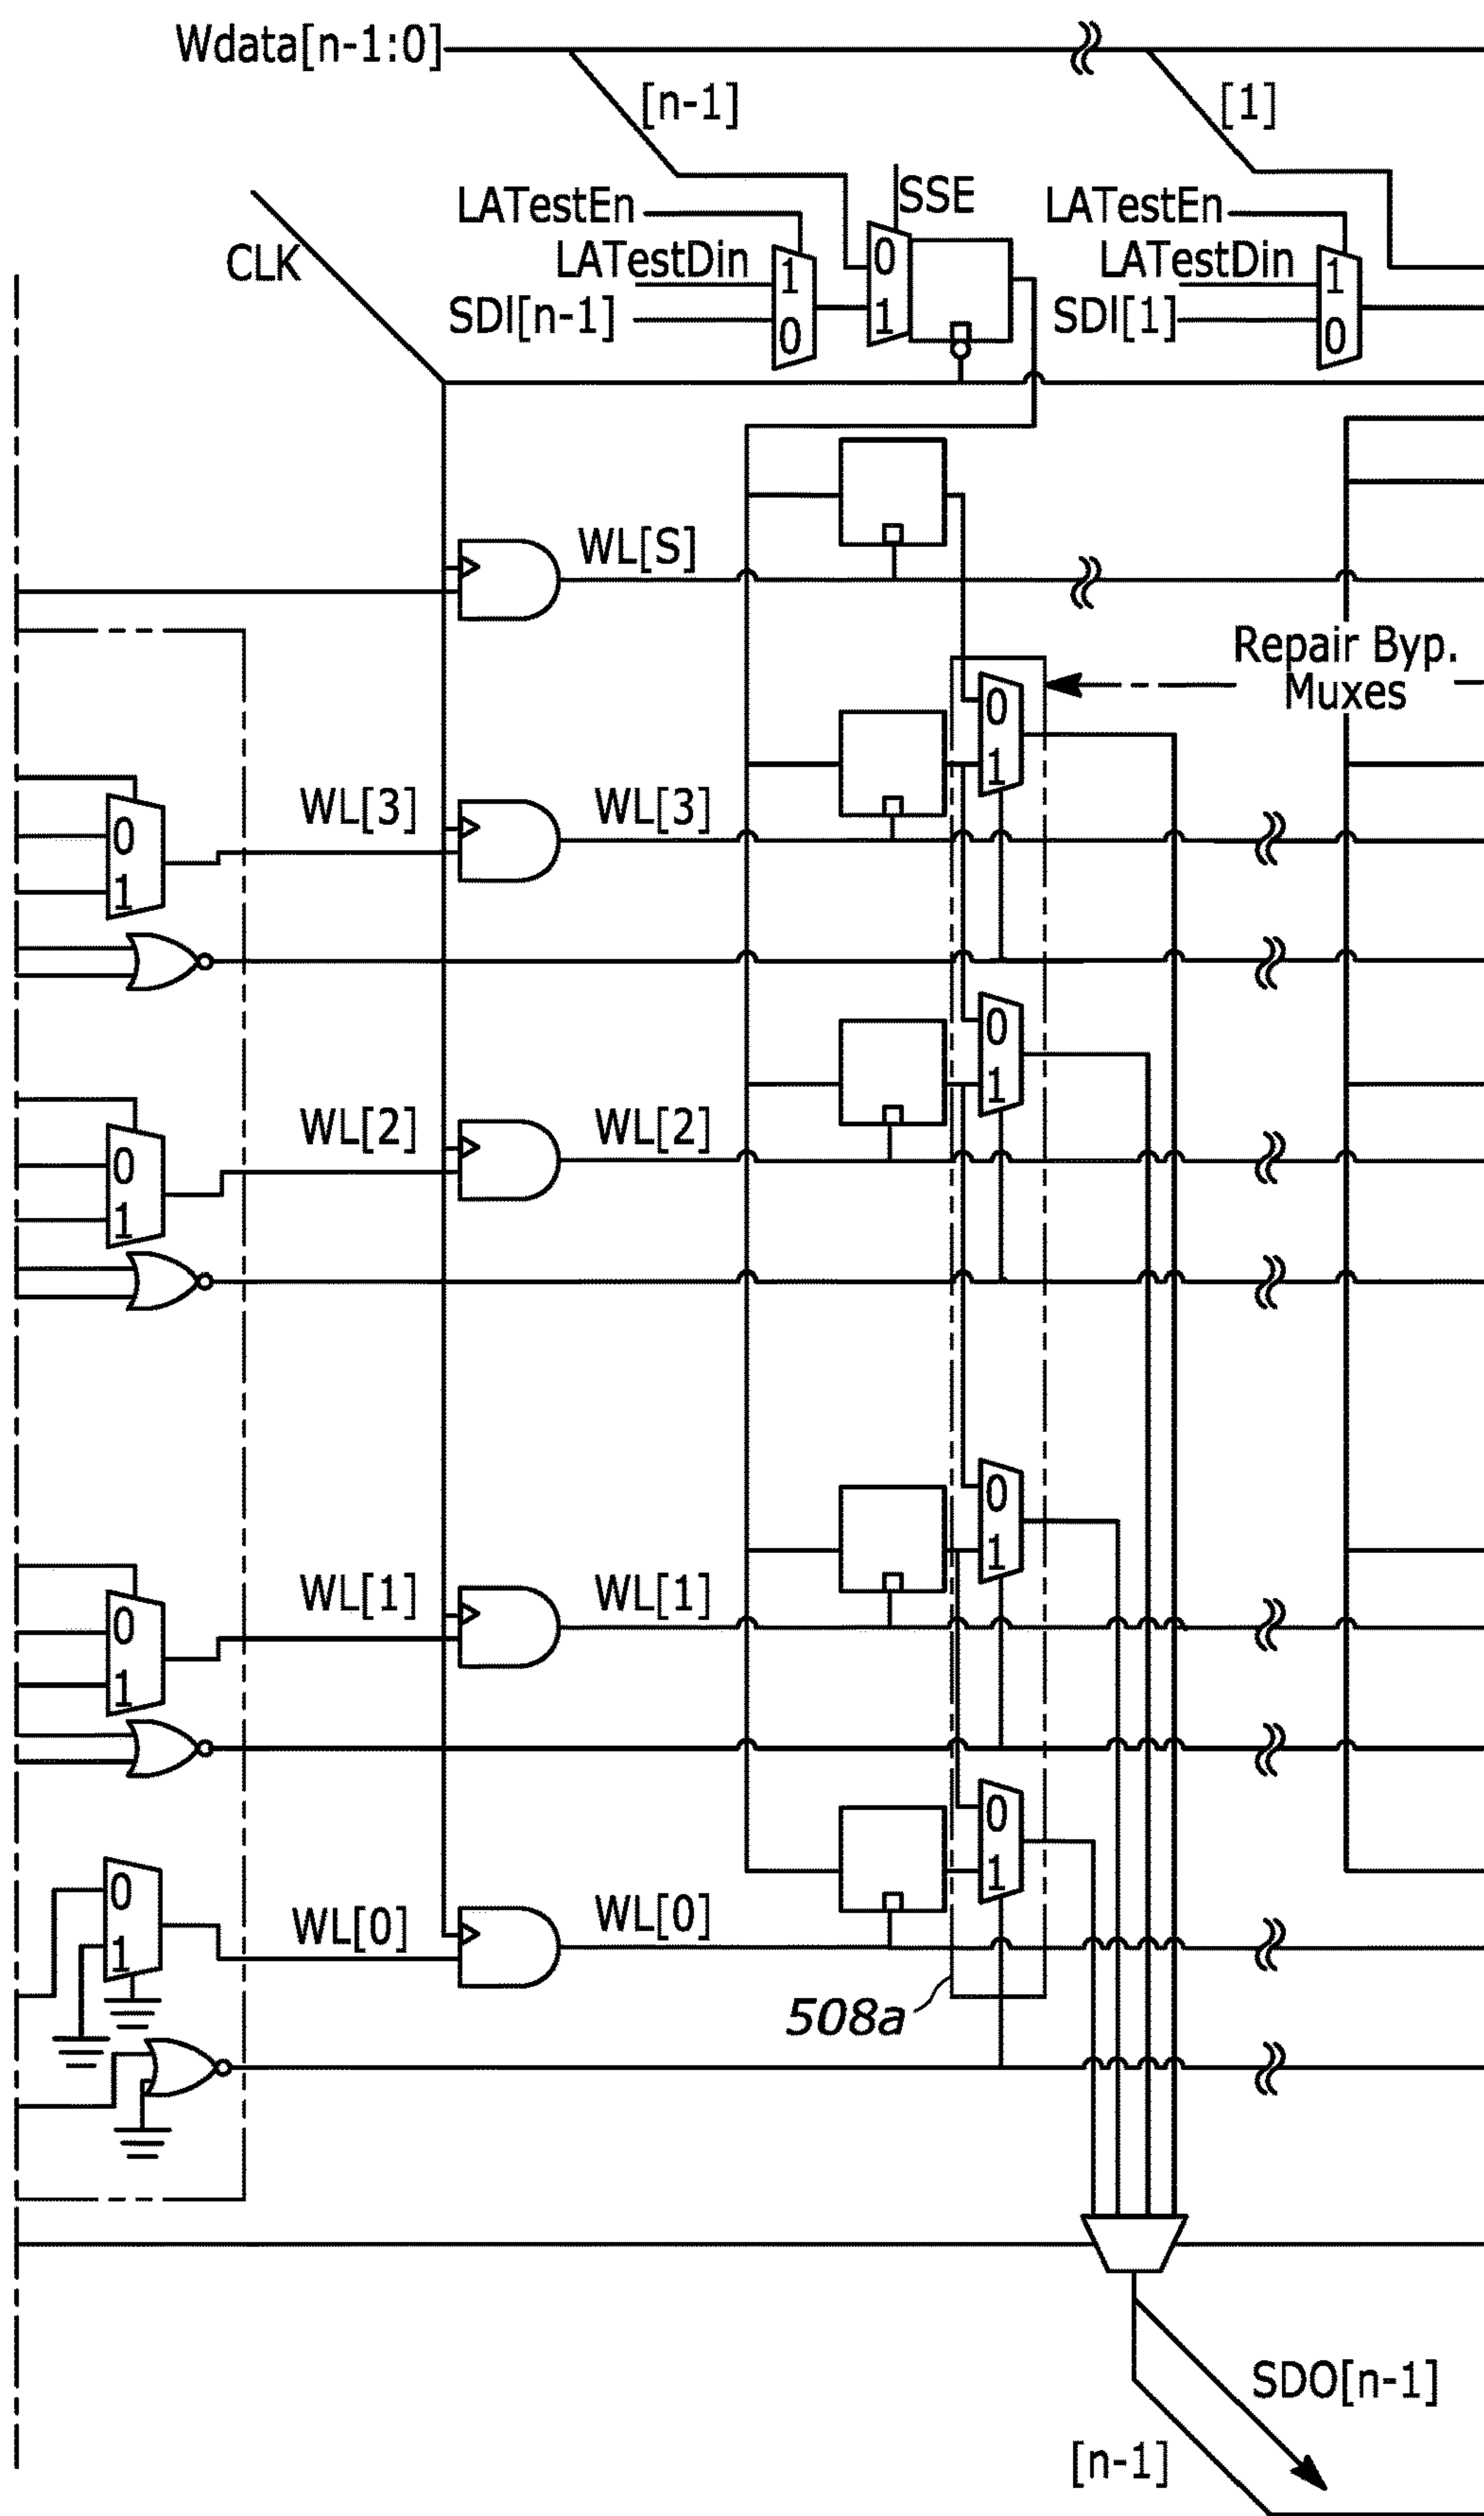 Wdata[n-1:0]
[n-1]
[1]
SSE
LATestEn
LATestEn
CLK
LATestDin
LATestDin
1
0
1
SDI[n-1]
SDI[1]
1
0
0
WL[S]
Repair Byp.
Muxes
0
1
WL[3]
WL[3]
0
1
0
1
WL[2]
WL[2]
0
1
0
1
WL[1]
WL[1]
0
1
0
1
0
1
WL[0]
WL[0]
508a
SDO[n-1]
[n-1]